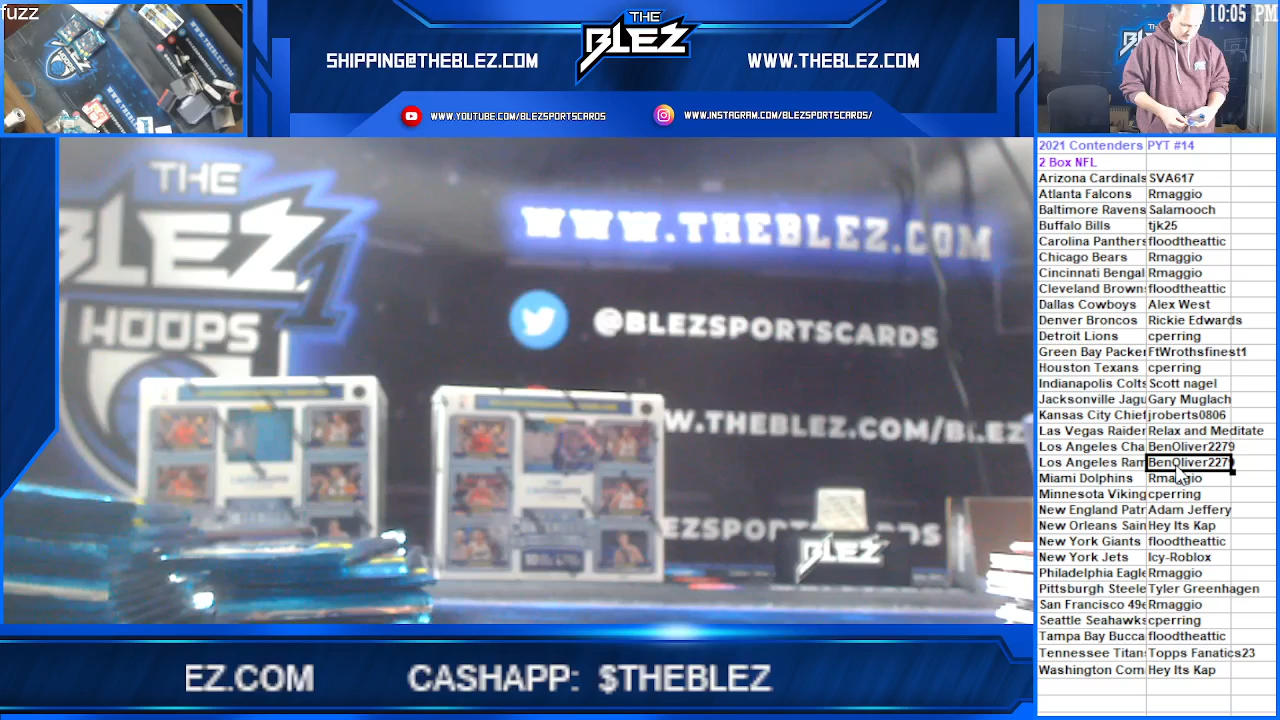 fuzz
SHIPPING@THEBLEZ.COM
THE
BLEZ
WWW.THEBLEZ.COM
WWW.YOUTUBE.COM/BLEZSPORTSCARDS
WWW.INSTAGRAM.COM/BLEZSPORTSCARDS/
10:05 PM
THE
BLEZ
HOOPS
1
WWW.THEBLEZ.COM
@BLEZSPORTSCARDS
W.THEBLEZ.COM/BLEZ
EZSPORTSCARDS
BLEZ
2021 Contenders PYT #14
2 Box NFL
Arizona Cardinals SVA617
Atlanta Falcons Rmaggio
Baltimore Ravens Salamooch
Buffalo Bills tjk25
Carolina Panthers floodtheattic
Chicago Bears Rmaggio
Cincinnati Bengal Rmaggio
Cleveland Browns floodtheattic
Dallas Cowboys Alex West
Denver Broncos Rickie Edwards
Detroit Lions cperring
Green Bay Packer FtWrothsfinest1
Houston Texans cperring
Indianapolis Colts Scott nagel
Jacksonville Jagu Gary Muglach
Kansas City Chief jroberts0806
Las Vegas Raider Relax and Meditate
Los Angeles Cha BenOliver2279
Los Angeles Ram BenOliver2279
Miami Dolphins Rmaggio
Minnesota Viking cperring
New England Patr Adam Jeffery
New Orleans Sain Hey Its Kap
New York Giants floodtheattic
New York Jets Icy-Roblox
Philadelphia Eagle Rmaggio
Pittsburgh Steele Tyler Greenhagen
San Francisco 49e Rmaggio
Seattle Seahawks cperring
Tampa Bay Bucca floodtheattic
Tennessee Titans Topps Fanatics23
Washington Com Hey Its Kap
EZ.COM CASHAPP: $THEBLEZ